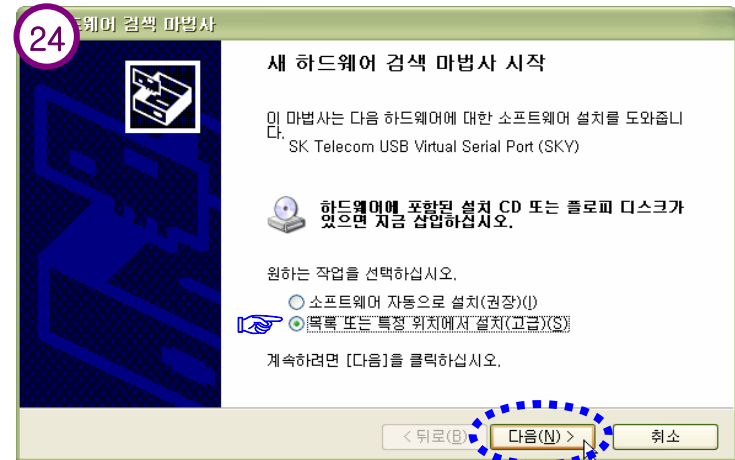 24
드웨어 검색 마법사
새 하드웨어 검색 마법사 시작
이 마법사는 다음 하드웨어에 대한 소프트웨어 설치를 도와줍니
다.
SK Telecom USB Virtual Serial Port (SKY)
하드웨어에 포함된 설치 CD 또는 플로피 디스크가
있으면 지금 삽입하십시오.
원하는 작업을 선택하십시오.
소프트웨어 자동으로 설치(권장)(I)
목록 또는 특정 위치에서 설치(고급)(S)
계속하려면 [다음]을 클릭하십시오.
< 뒤로(B)
다음(N) >
취소